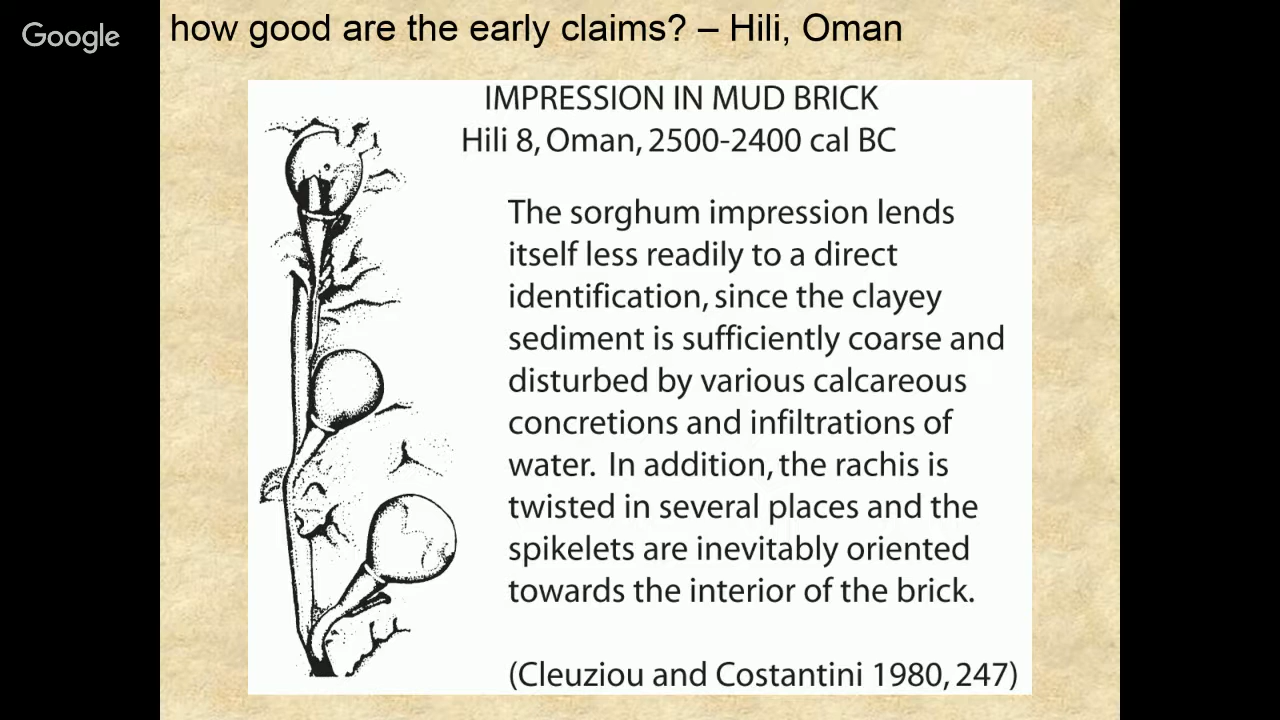 Google
how good are the early claims? – Hili, Oman
IMPRESSION IN MUD BRICK
Hili 8, Oman, 2500-2400 cal BC
The sorghum impression lends
itself less readily to a direct
identification, since the clayey
sediment is sufficiently coarse and
disturbed by various calcareous
concretions and infiltrations of
water. In addition, the rachis is
twisted in several places and the
spikelets are inevitably oriented
towards the interior of the brick.
(Cleuziou and Costantini 1980, 247)